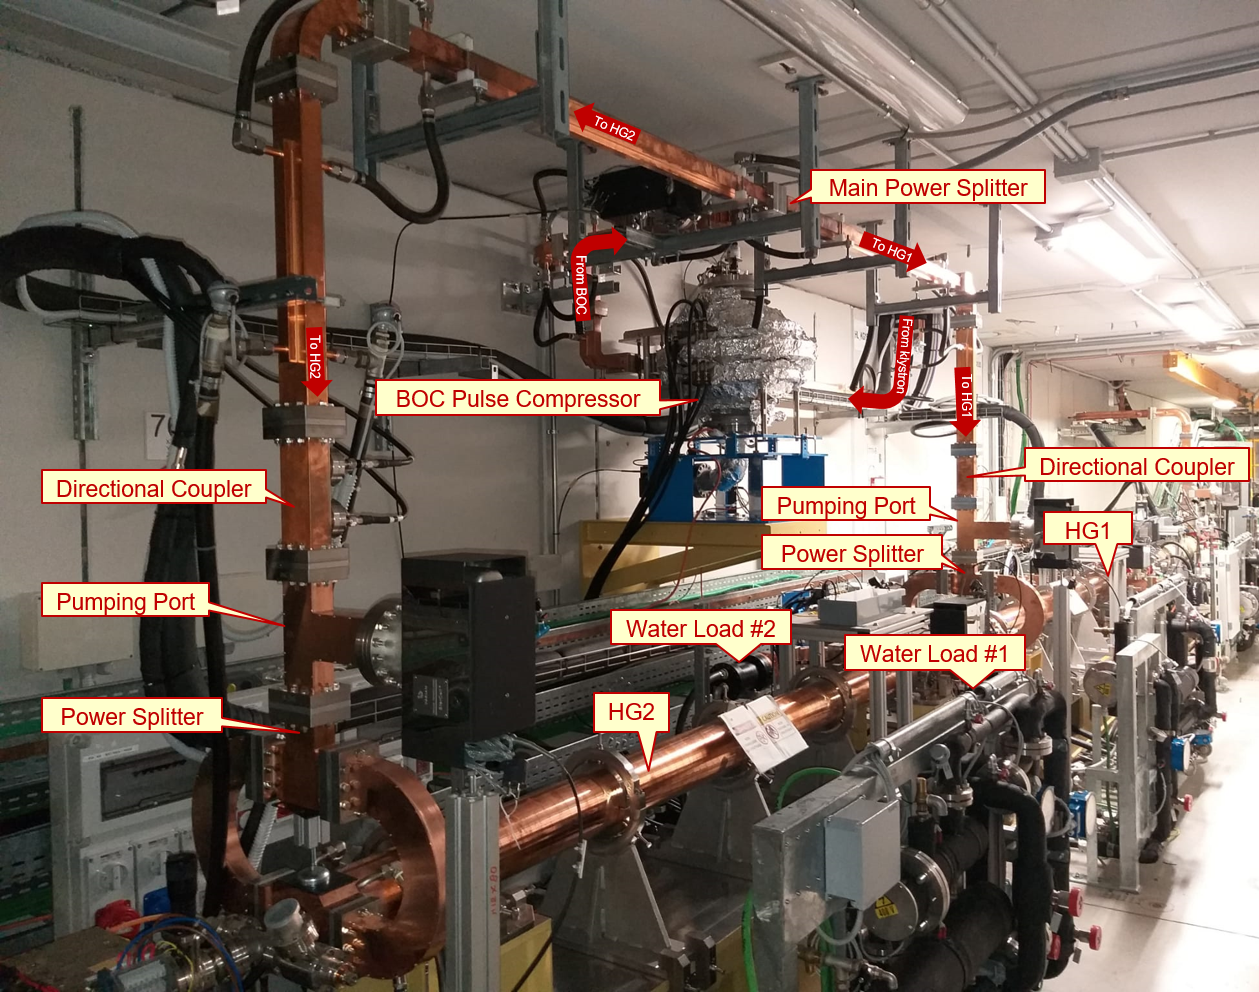 To HG2
Main Power Splitter
To HG1
From BOC
From klystron
To HG2
To HG1
BOC Pulse Compressor
7
Directional Coupler
Directional Coupler
Pumping Port
HG1
Power Splitter
Pumping Port
Water Load #2
Water Load #1
Power Splitter
HG2